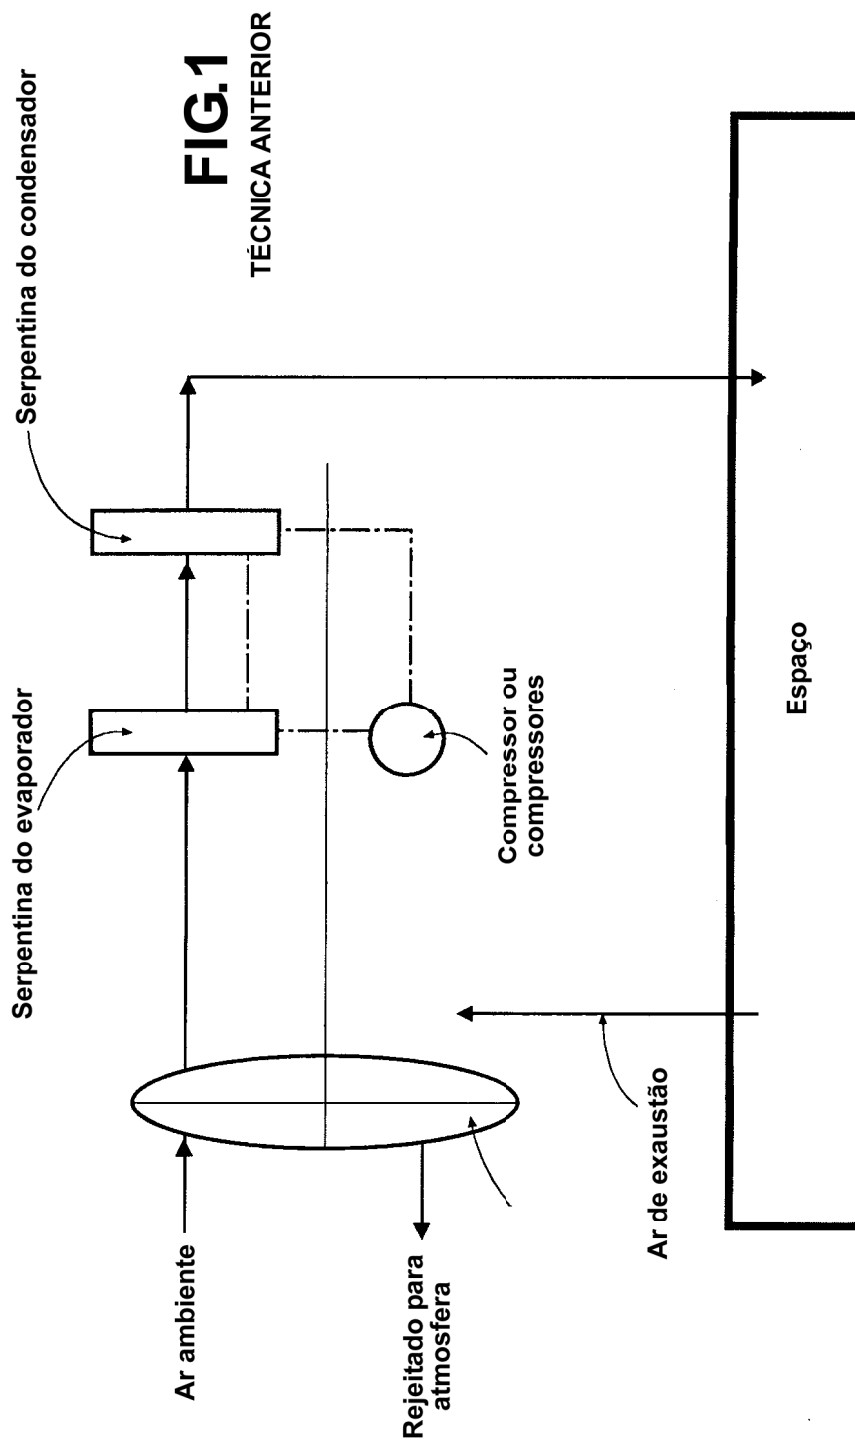 FIG.1
TÉCNICA ANTERIOR
Serpentina do condensador
Serpentina do evaporador
Compressor ou
compressores
Ar ambiente
Rejeitado para
atmosfera
Ar de exaustão
Espaço